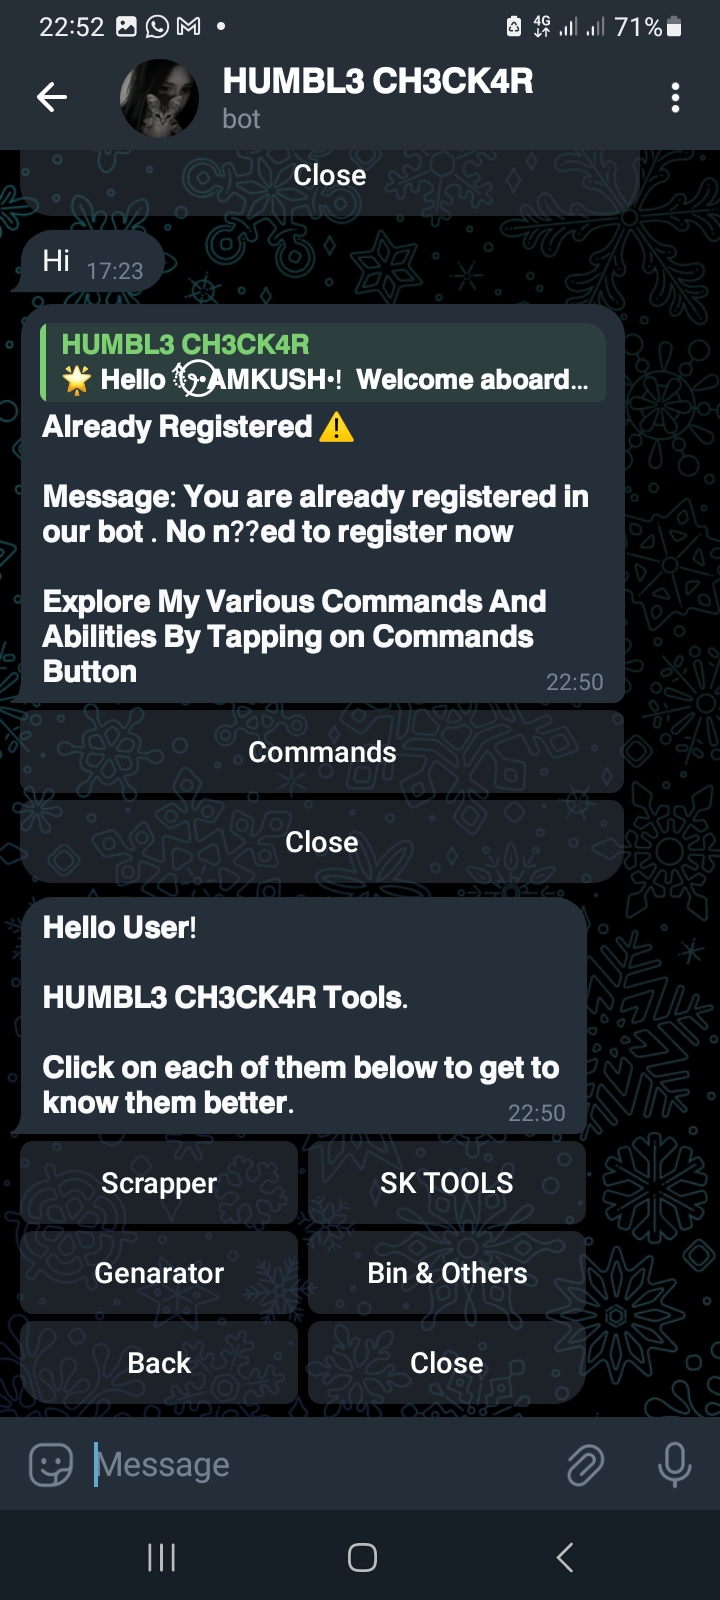 22:52
4G
71%
HUMBL3 CH3CK4R
bot
Close
Hi 17:23
HUMBL3 CH3CK4R
🌟 Hello AMKUSH•! Welcome aboard...
Already Registered ⚠️
Message: You are already registered in
our bot . No n??ed to register now
Explore My Various Commands And
Abilities By Tapping on Commands
Button
22:50
Commands
Close
Hello User!
HUMBL3 CH3CK4R Tools.
Click on each of them below to get to
know them better.
22:50
Scrapper
SK TOOLS
Genarator
Bin & Others
Back
Close
Message